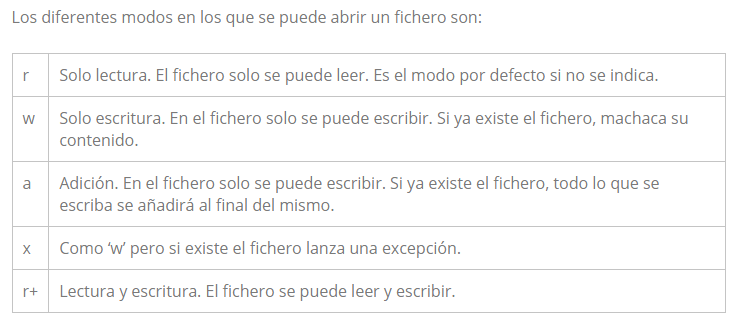 Los diferentes modos en los que se puede abrir un fichero son:
r Solo lectura. El fichero solo se puede leer. Es el modo por defecto si no se indica.
w Solo escritura. En el fichero solo se puede escribir. Si ya existe el fichero, machaca su
contenido.
a Adición. En el fichero solo se puede escribir. Si ya existe el fichero, todo lo que se
escriba se añadirá al final del mismo.
x Como ‘w’ pero si existe el fichero lanza una excepción.
r+ Lectura y escritura. El fichero se puede leer y escribir.